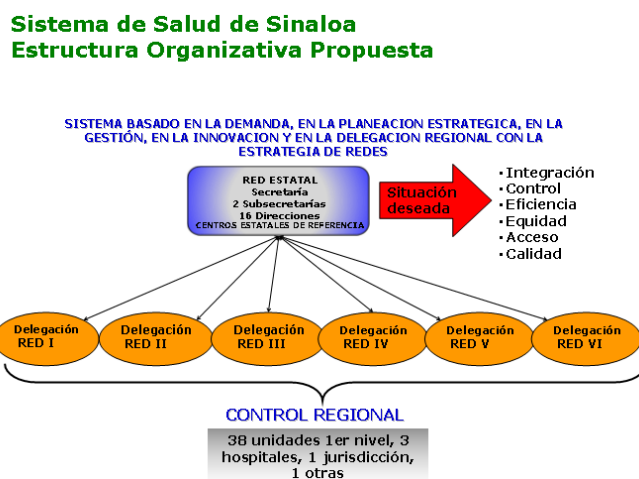 Sistema de Salud de Sinaloa
Estructura Organizativa Propuesta
SISTEMA BASADO EN LA DEMANDA, EN LA PLANEACION ESTRATEGICA, EN LA
GESTIÓN, EN LA INNOVACION Y EN LA DELEGACION REGIONAL CON LA
ESTRATEGIA DE REDES
RED ESTATAL
Secretaría
2 Subsecretarías
16 Direcciones
CENTROS ESTATALES DE REFERENCIA
Situación
deseada
▪Integración
▪Control
▪Eficiencia
▪Equidad
▪Acceso
▪Calidad
Delegación
RED I
Delegación
RED II
Delegación
RED III
Delegación
RED IV
Delegación
RED V
Delegación
RED VI
CONTROL REGIONAL
38 unidades 1er nivel, 3
hospitales, 1 jurisdicción,
1 otras